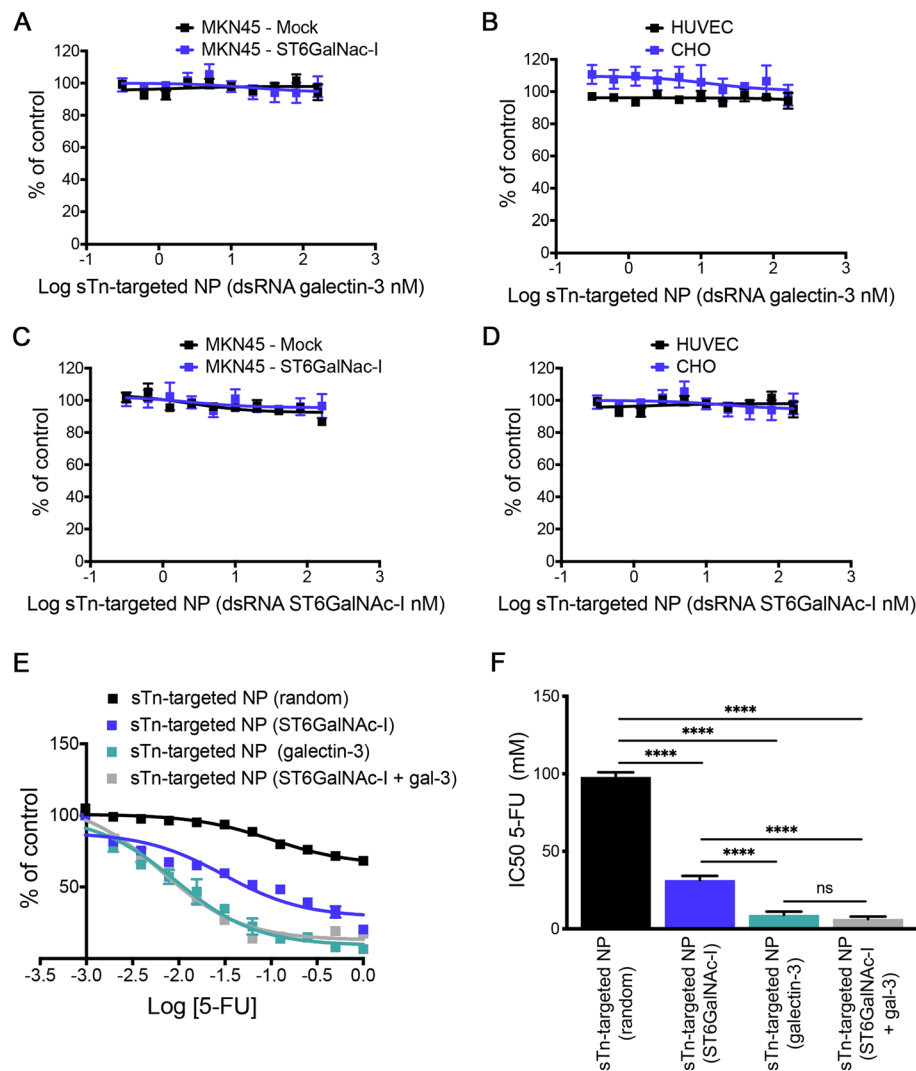 A
MKN45 - Mock
MKN45 - ST6GalNac-I
120
100
80
60
40
20
0
% of control
-1
0
1
2
3
Log sTn-targeted NP (dsRNA galectin-3 nM)
B
HUVEC
CHO
120
100
80
60
40
20
0
% of control
-1
0
1
2
3
Log sTn-targeted NP (dsRNA galectin-3 nM)
C
MKN45 - Mock
MKN45 - ST6GalNac-I
120
100
80
60
40
20
0
% of control
-1
0
1
2
3
Log sTn-targeted NP (dsRNA ST6GalNAc-I nM)
D
HUVEC
CHO
120
100
80
60
40
20
0
% of control
-1
0
1
2
3
Log sTn-targeted NP (dsRNA ST6GalNAc-I nM)
E
sTn-targeted NP (random)
sTn-targeted NP (ST6GalNAc-I)
sTn-targeted NP (galectin-3)
sTn-targeted NP (ST6GalNAc-I + gal-3)
150
100
50
% of control
-3.5
-3.0
-2.5
-2.0
-1.5
-1.0
-0.5
0.0
Log [5-FU]
F
150
100
50
0
IC50 5-FU (mM)
****
****
****
****
****
ns
sTn-targeted NP
(random)
sTn-targeted NP
(ST6GalNAc-I)
sTn-targeted NP
(galectin-3)
sTn-targeted NP
(ST6GalNAc-I
+ gal-3)